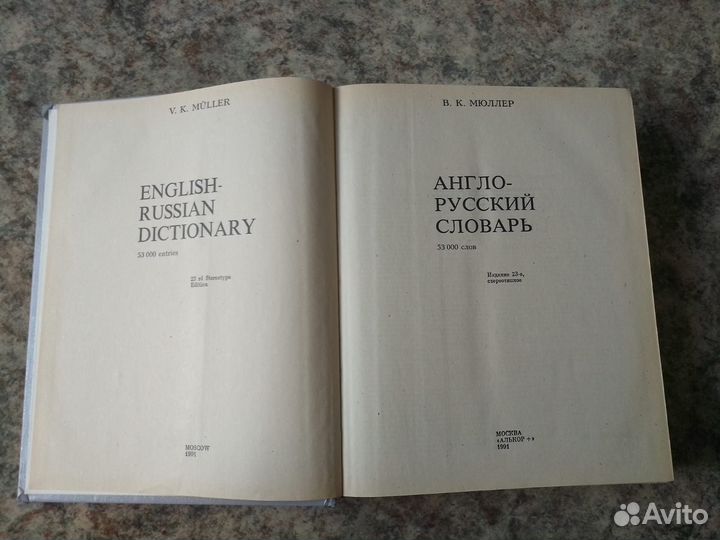 V. K. MÜLLER
ENGLISH-
RUSSIAN
DICTIONARY
53 000 entries
23 of Stereotype
Edition
MOSCOW
1991
В. К. МЮЛЛЕР
АНГЛО-
РУССКИЙ
СЛОВАРЬ
53 000 слов
Издание 23-е,
стереотипное
МОСКВА
«АЛЬКОР +»
1991
Avito